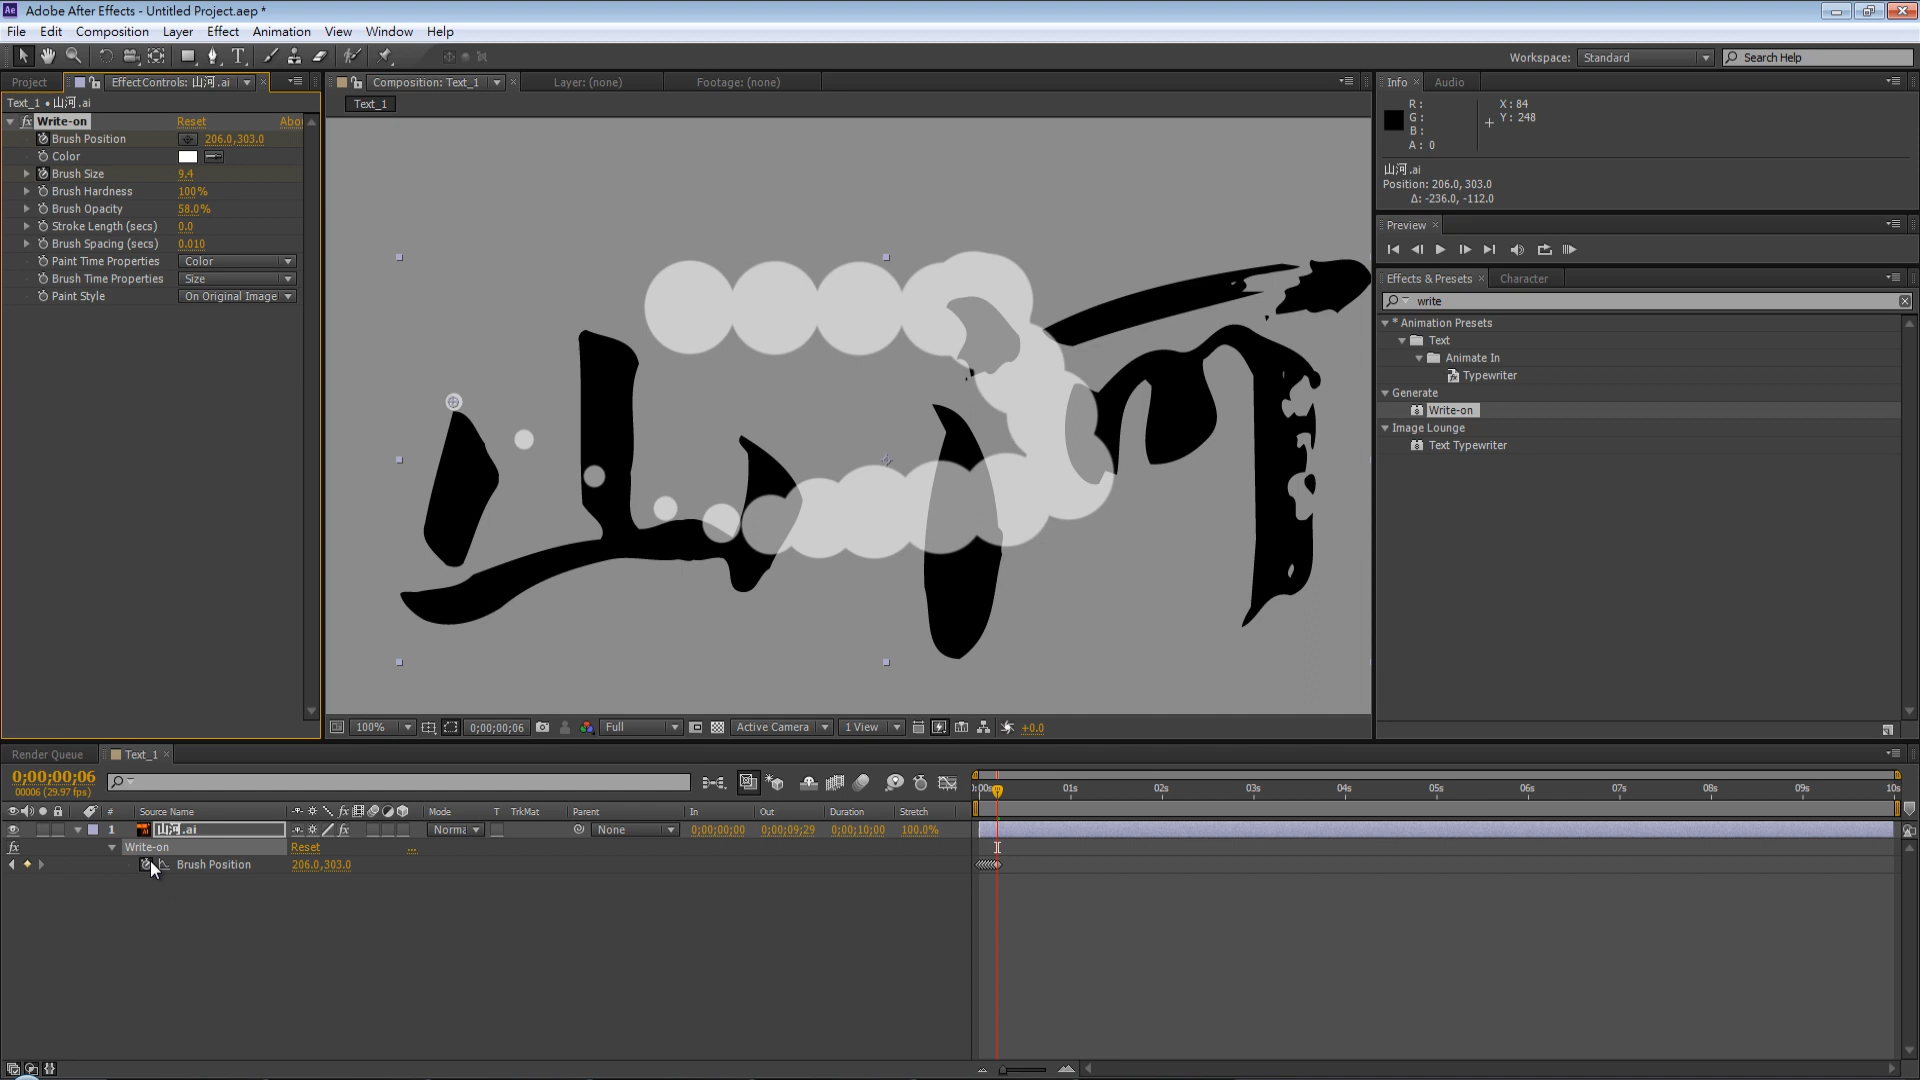 Ae Adobe After Effects - Untitled Project.aep *
File Edit Composition Layer Effect Animation View Window Help
Workspace: Standard Search Help
Project Effect Controls: 山河.ai
Composition: Text_1 Layer: (none) Footage: (none)
Info Audio
Text_1 • 山河.ai
Text_1
fx Write-on Reset Abo
Brush Position 206.0,303.0
Color
Brush Size 9.4
Brush Hardness 100%
Brush Opacity 58.0%
Stroke Length (secs) 0.0
Brush Spacing (secs) 0.010
Paint Time Properties Color
Brush Time Properties Size
Paint Style On Original Image
山河
R:
G:
B:
A: 0
X: 84
Y: 248
山河.ai
Position: 206.0, 303.0
Δ: -236.0, -112.0
Preview
Effects & Presets Character
write
* Animation Presets
Text
Animate In
Typewriter
Generate
Write-on
Image Lounge
Text Typewriter
100% 0;00;00;06 Full Active Camera 1 View +0.0
Render Queue Text_1
0;00;00;06
00006 (29.97 fps)
# Source Name Mode T TrkMat Parent In Out Duration Stretch
):00s 01s 02s 03s 04s 05s 06s 07s 08s 09s 10s
1 山河.ai Norma None 0;00;00;00 0;00;09;29 0;00;10;00 100.0%
fx Write-on Reset ...
Brush Position 206.0,303.0